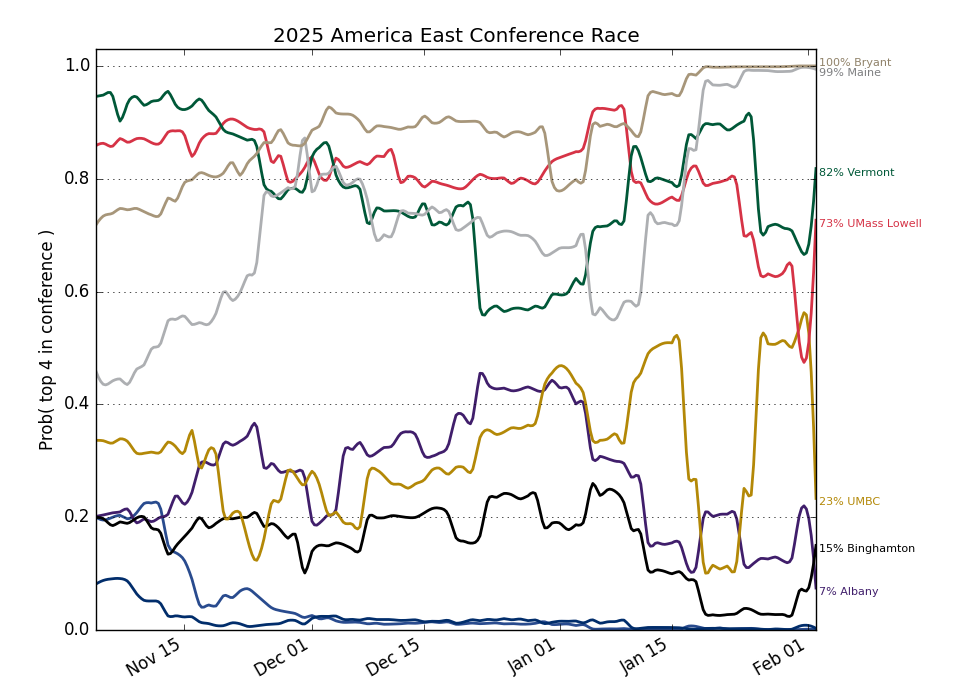 2025 America East Conference Race
1.0
0.8
0.6
0.4
0.2
0.0
Prob( top 4 in conference )
100% Bryant
99% Maine
82% Vermont
73% UMass Lowell
23% UMBC
15% Binghamton
7% Albany
Nov 15
Dec 01
Dec 15
Jan 01
Jan 15
Feb 01